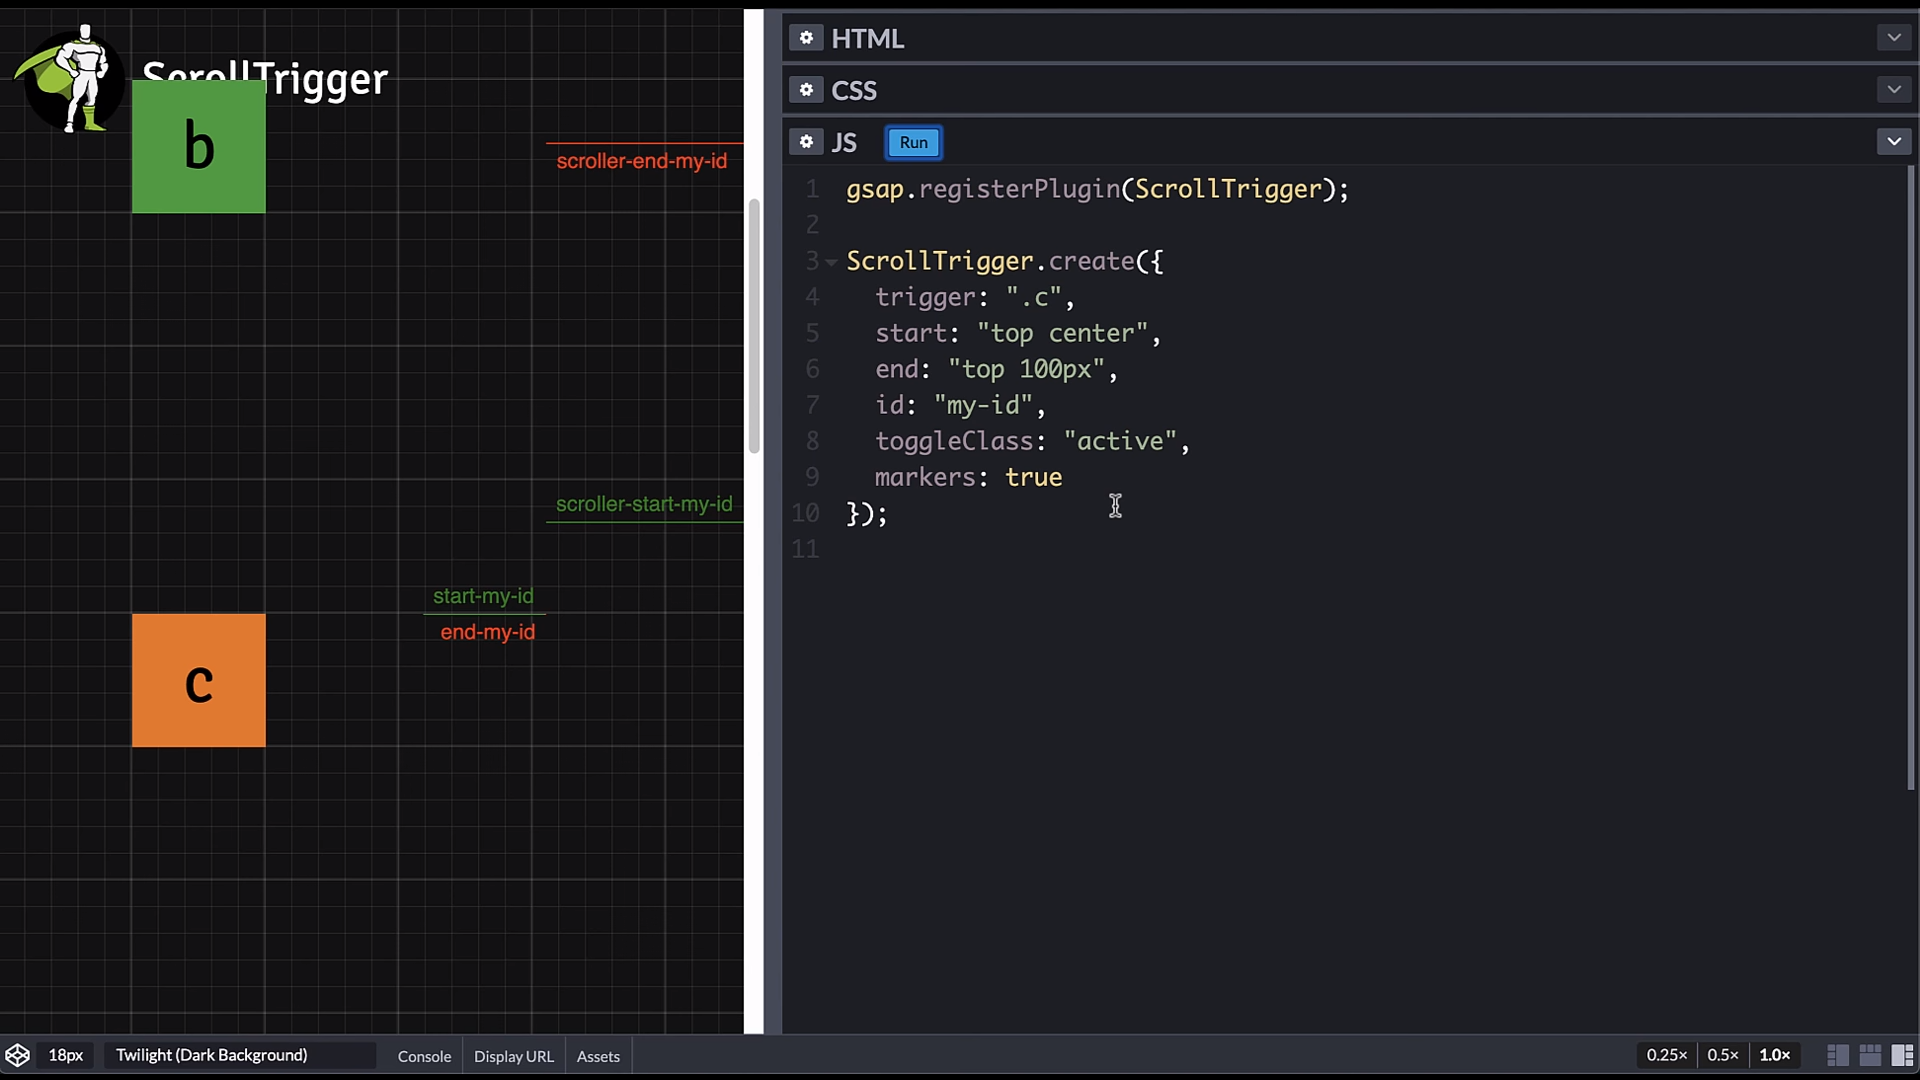 ScrollTrigger
b
scroller-end-my-id
scroller-start-my-id
start-my-id
end-my-id
c
HTML
CSS
JS
Run
1 gsap.registerPlugin(ScrollTrigger);
2
3 ScrollTrigger.create({
4 trigger: ".c",
5 start: "top center",
6 end: "top 100px",
7 id: "my-id",
8 toggleClass: "active",
9 markers: true
10 });
11
18px Twilight (Dark Background) Console Display URL Assets 0.25× 0.5× 1.0×